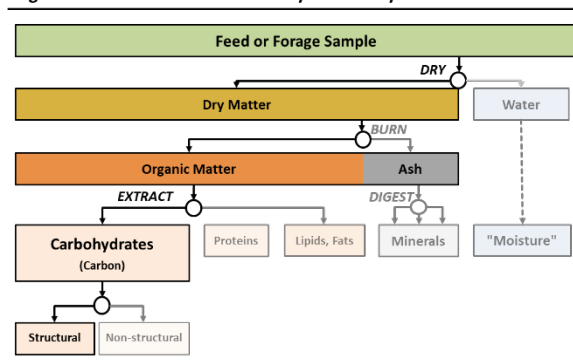 Feed or Forage Sample
DRY
Dry Matter
Water
BURN
Organic Matter
Ash
EXTRACT
DIGEST
Carbohydrates
(Carbon)
Proteins
Lipids, Fats
Minerals
"Moisture"
Structural
Non-structural